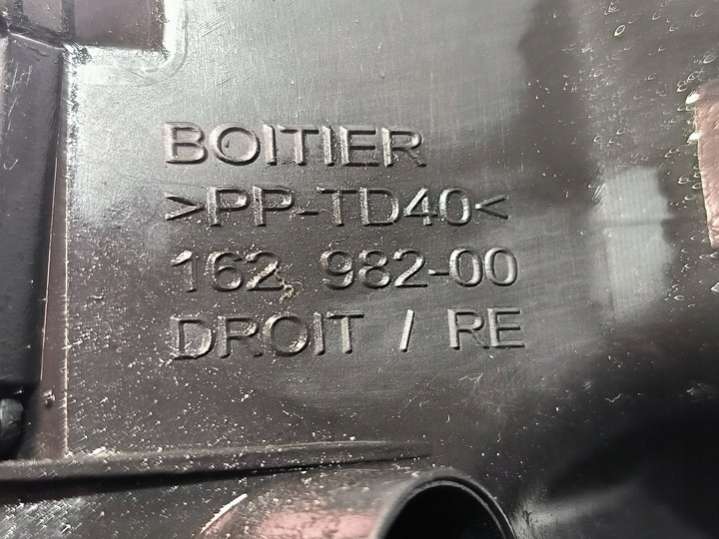 BOITIER
>PP-TD40<
162 982-00
DROIT / RE